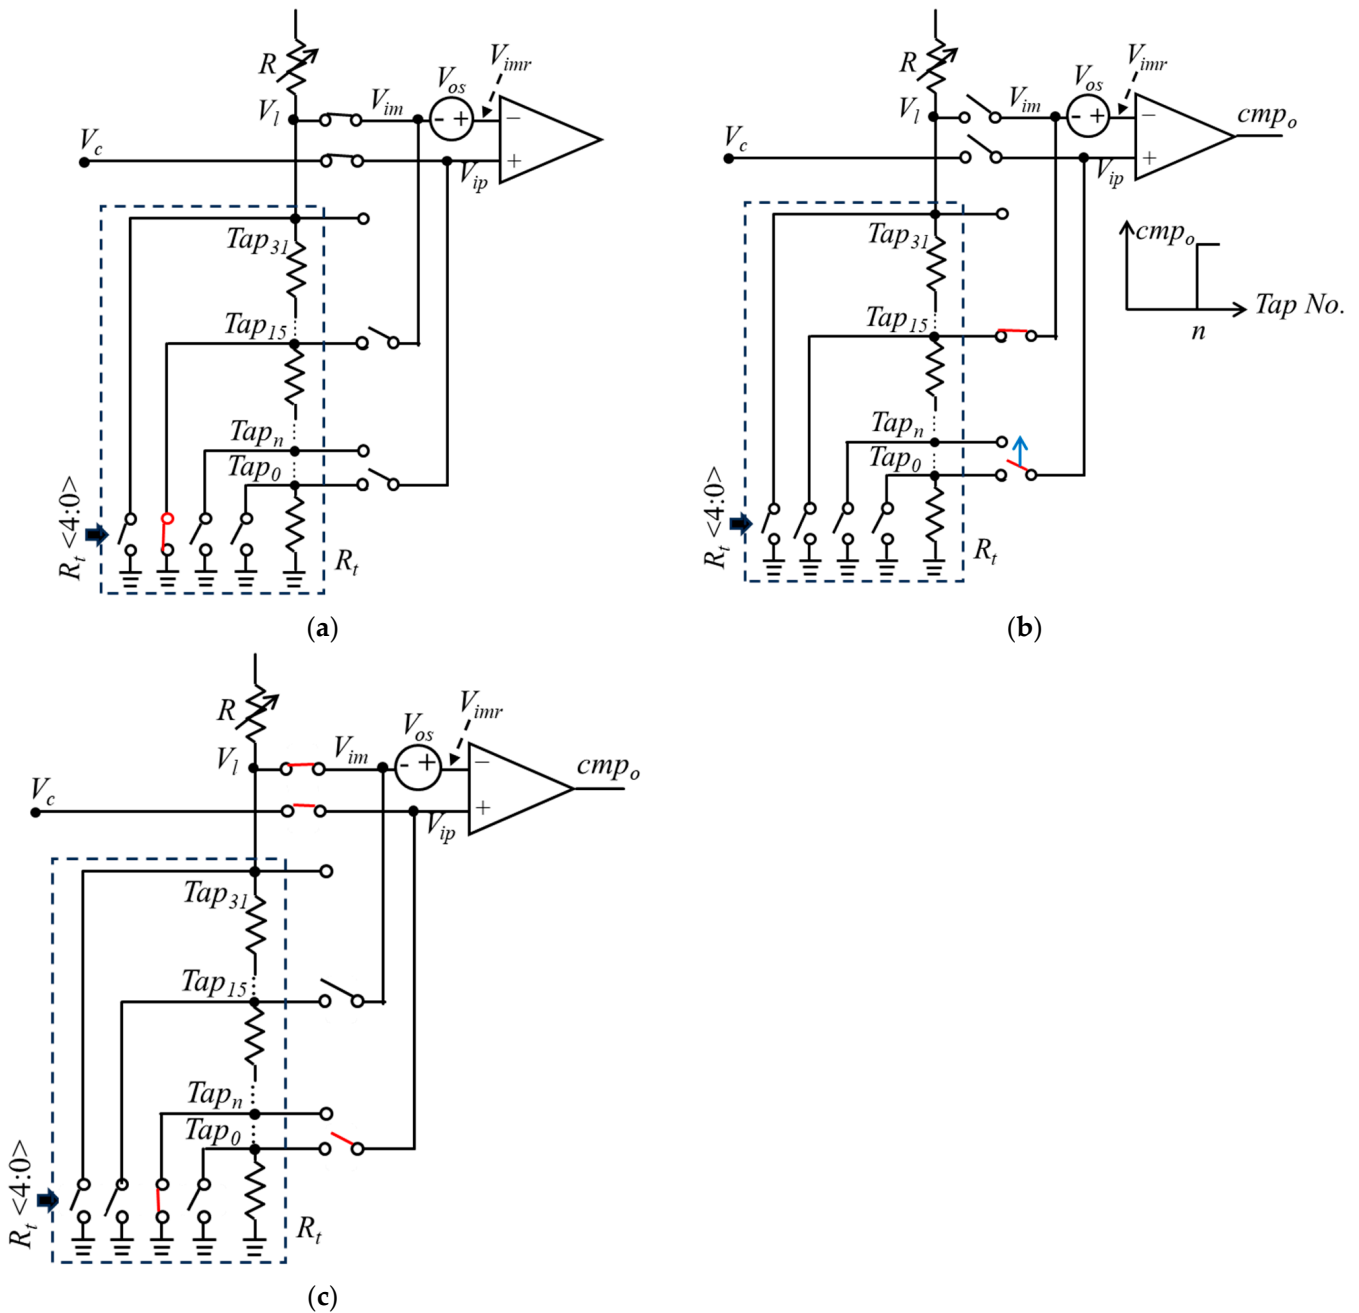 R
V_l
V_c
V_im
V_os
- +
V_imr
−
+
V_ip
Tap_31
Tap_15
Tap_n
Tap_0
R_t <4:0>
R_t
(a)
R
V_l
V_c
V_im
V_os
- +
V_imr
−
+
V_ip
cmp_o
cmp_o
Tap No.
n
Tap_31
Tap_15
Tap_n
Tap_0
R_t <4:0>
R_t
(b)
R
V_l
V_c
V_im
V_os
- +
V_imr
−
+
V_ip
cmp_o
Tap_31
Tap_15
Tap_n
Tap_0
R_t <4:0>
R_t
(c)